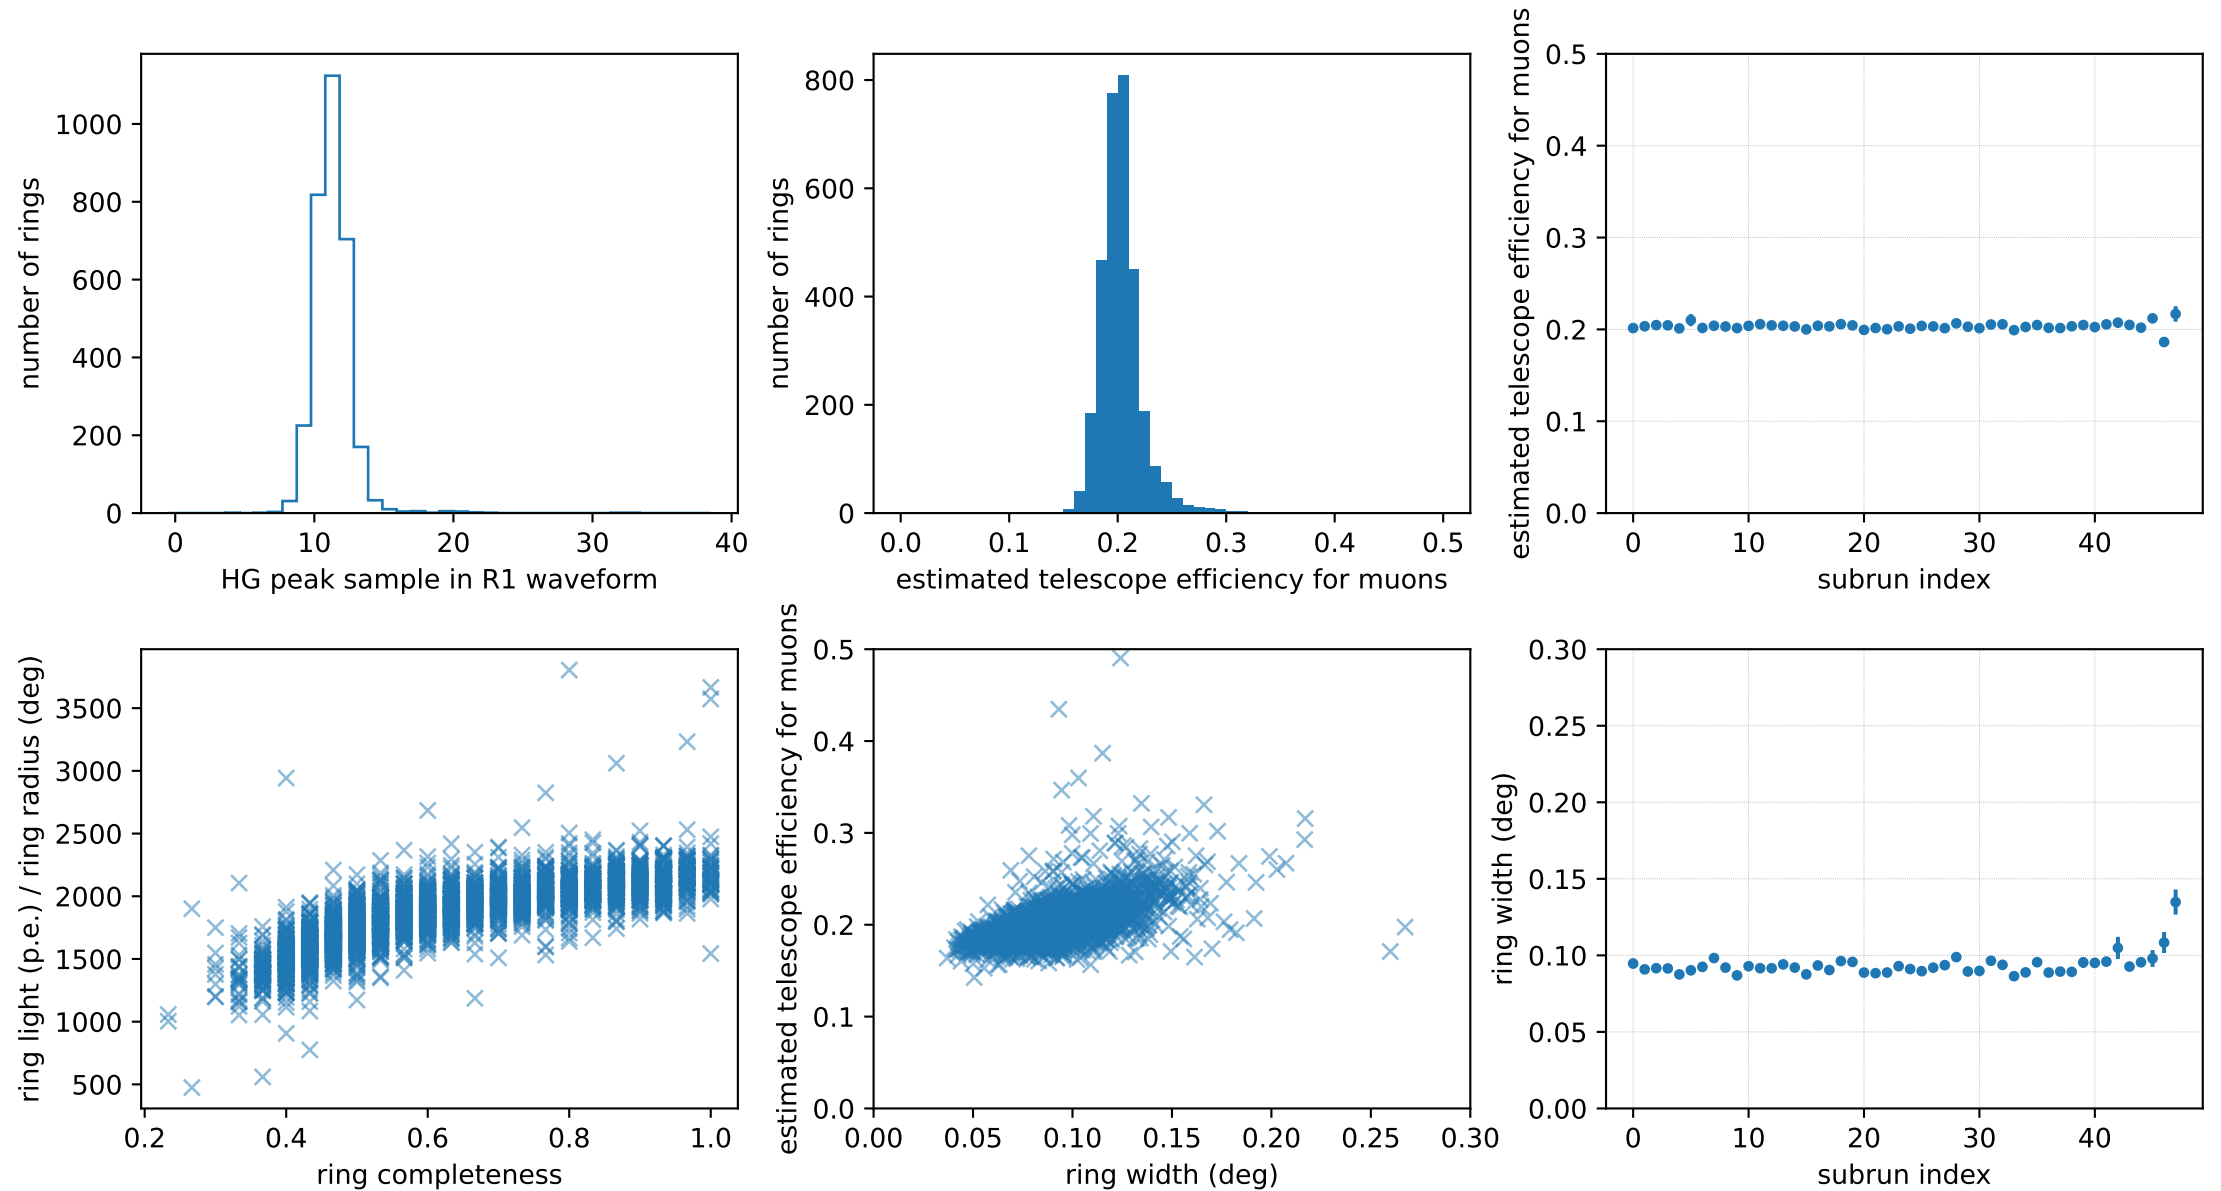 number of rings
1000
800
600
400
200
0
0 10 20 30 40
HG peak sample in R1 waveform
number of rings
800
600
400
200
0
0.0 0.1 0.2 0.3 0.4 0.5
estimated telescope efficiency for muons
estimated telescope efficiency for muons
0.5
0.4
0.3
0.2
0.1
0.0
0 10 20 30 40
subrun index
ring light (p.e.) / ring radius (deg)
3500
3000
2500
2000
1500
1000
500
0.2 0.4 0.6 0.8 1.0
ring completeness
estimated telescope efficiency for muons
0.5
0.4
0.3
0.2
0.1
0.0
0.00 0.05 0.10 0.15 0.20 0.25 0.30
ring width (deg)
ring width (deg)
0.30
0.25
0.20
0.15
0.10
0.05
0.00
0 10 20 30 40
subrun index